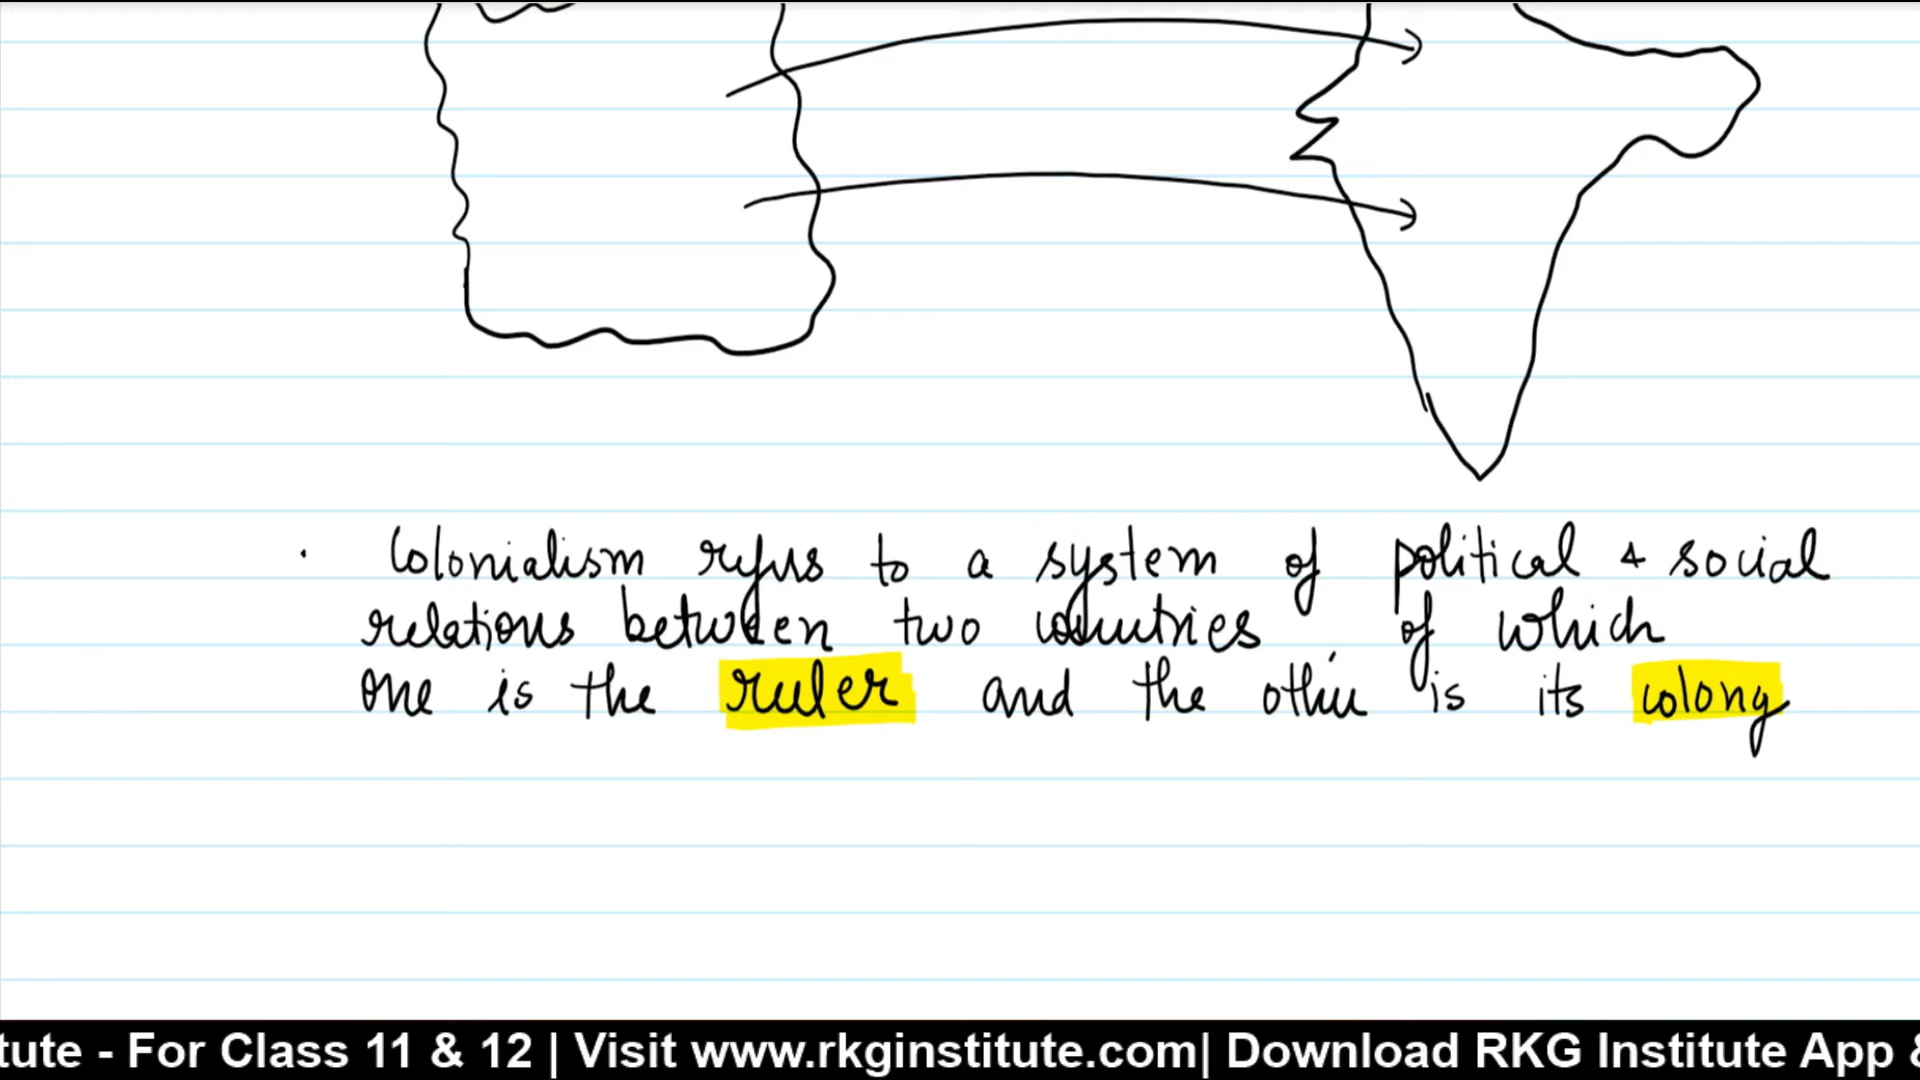 · Colonialism refers to a system of political & social
relations between two countries, of which
one is the ruler and the other is its colony
tute - For Class 11 & 12 | Visit www.rkginstitute.com| Download RKG Institute App &